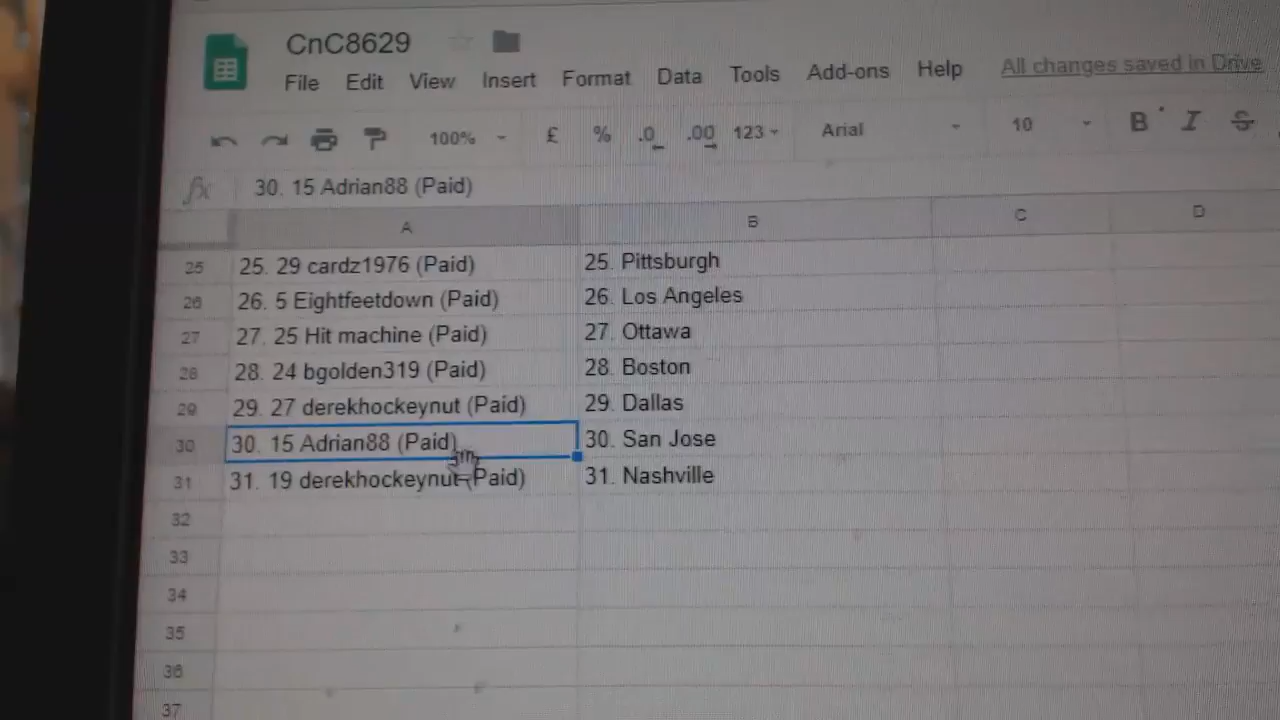 CnC8629
File Edit View Insert Format Data Tools Add-ons Help All changes saved in Drive
100% £ % .0 .00 123 Arial 10 B I S
fx 30. 15 Adrian88 (Paid)
A B C D
25 25. 29 cardz1976 (Paid) 25. Pittsburgh
26 26. 5 Eightfeetdown (Paid) 26. Los Angeles
27 27. 25 Hit machine (Paid) 27. Ottawa
28 28. 24 bgolden319 (Paid) 28. Boston
29 29. 27 derekhockeynut (Paid) 29. Dallas
30 30. 15 Adrian88 (Paid) 30. San Jose
31 31. 19 derekhockeynut (Paid) 31. Nashville
32
33
34
35
36
37